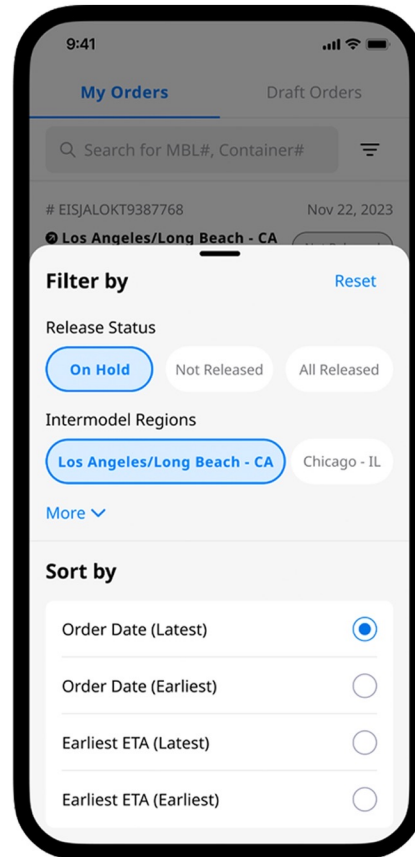 9:41
My Orders Draft Orders
Search for MBL#, Container#
# EISJALOKT9387768 Nov 22, 2023
Los Angeles/Long Beach - CA Not Released
Filter by Reset
Release Status
On Hold Not Released All Released
Intermodel Regions
Los Angeles/Long Beach - CA Chicago - IL
More
Sort by
Order Date (Latest)
Order Date (Earliest)
Earliest ETA (Latest)
Earliest ETA (Earliest)